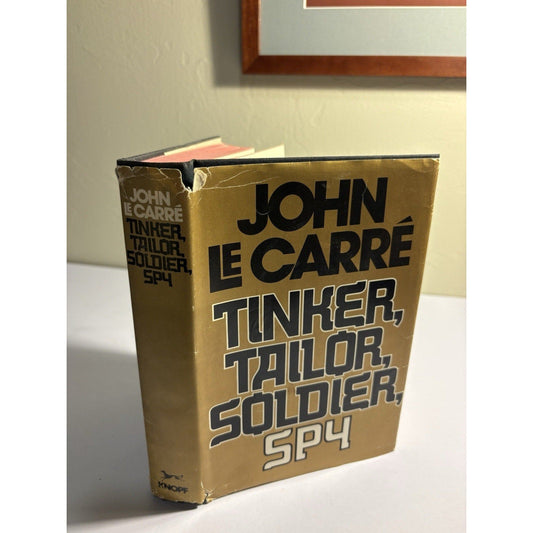 JOHN
LE CARRÉ
TINKER,
TAILOR,
SOLDIER,
SPY
KNOPF
JOHN
LE CARRÉ
TINKER,
TAILOR,
SOLDIER,
SPY